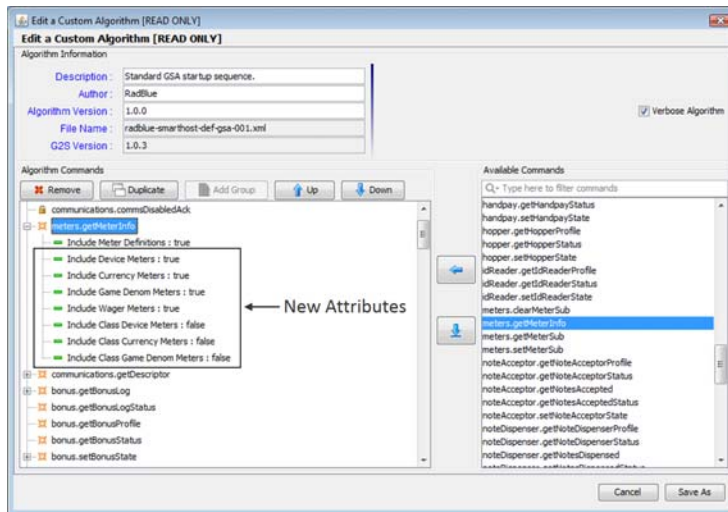 Edit a Custom Algorithm [READ ONLY]
Edit a Custom Algorithm [READ ONLY]
Algorithm Information
Description : Standard GSA startup sequence.
Author : RadBlue
Algorithm Version : 1.0.0
Verbose Algorithm
File Name : radblue-smarthost-def-gsa-001.xml
G2S Version : 1.0.3
Algorithm Commands
Remove Duplicate Add Group Up Down
communications.commsDisabledAck
meters.getMeterInfo
Include Meter Definitions : true
Include Device Meters : true
Include Currency Meters : true
Include Game Denom Meters : true
Include Wager Meters : true
Include Class Device Meters : false
Include Class Currency Meters : false
Include Class Game Denom Meters : false
New Attributes
communications.getDescriptor
bonus.getBonusLog
bonus.getBonusLogStatus
bonus.getBonusProfile
bonus.getBonusStatus
bonus.setBonusState
Available Commands
Type here to filter commands
handpay.getHandpayStatus
handpay.setHandpayState
hopper.getHopperProfile
hopper.getHopperStatus
hopper.setHopperState
idReader.getIdReaderProfile
idReader.getIdReaderStatus
idReader.setIdReaderState
meters.clearMeterSub
meters.getMeterInfo
meters.getMeterSub
meters.setMeterSub
noteAcceptor.getNoteAcceptorProfile
noteAcceptor.getNoteAcceptorStatus
noteAcceptor.getNotesAccepted
noteAcceptor.getNotesAcceptedStatus
noteAcceptor.setNoteAcceptorState
noteDispenser.getNoteDispenserProfile
noteDispenser.getNoteDispenserStatus
noteDispenser.getNotesDispensed
Cancel Save As